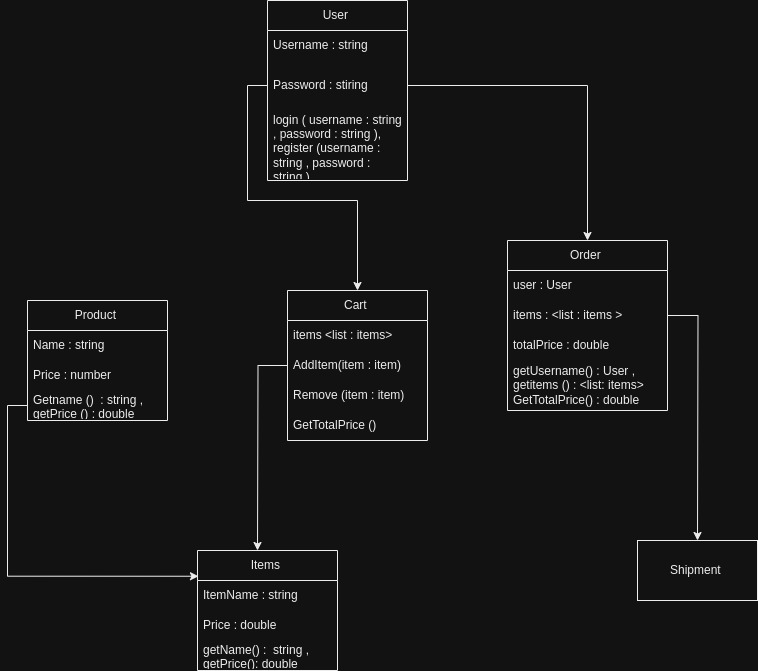 User
Username : string
Password : stiring
login ( username : string
, password : string ),
register (username :
string , password :
string )
Order
user : User
items : <list : items >
totalPrice : double
getUsername() : User ,
getitems () : <list: items>
GetTotalPrice() : double
Cart
items <list : items>
AddItem(item : item)
Remove (item : item)
GetTotalPrice ()
Product
Name : string
Price : number
Getname ()  : string ,
getPrice () : double
Items
ItemName : string
Price : double
getName() :  string ,
getPrice(): double
Shipment